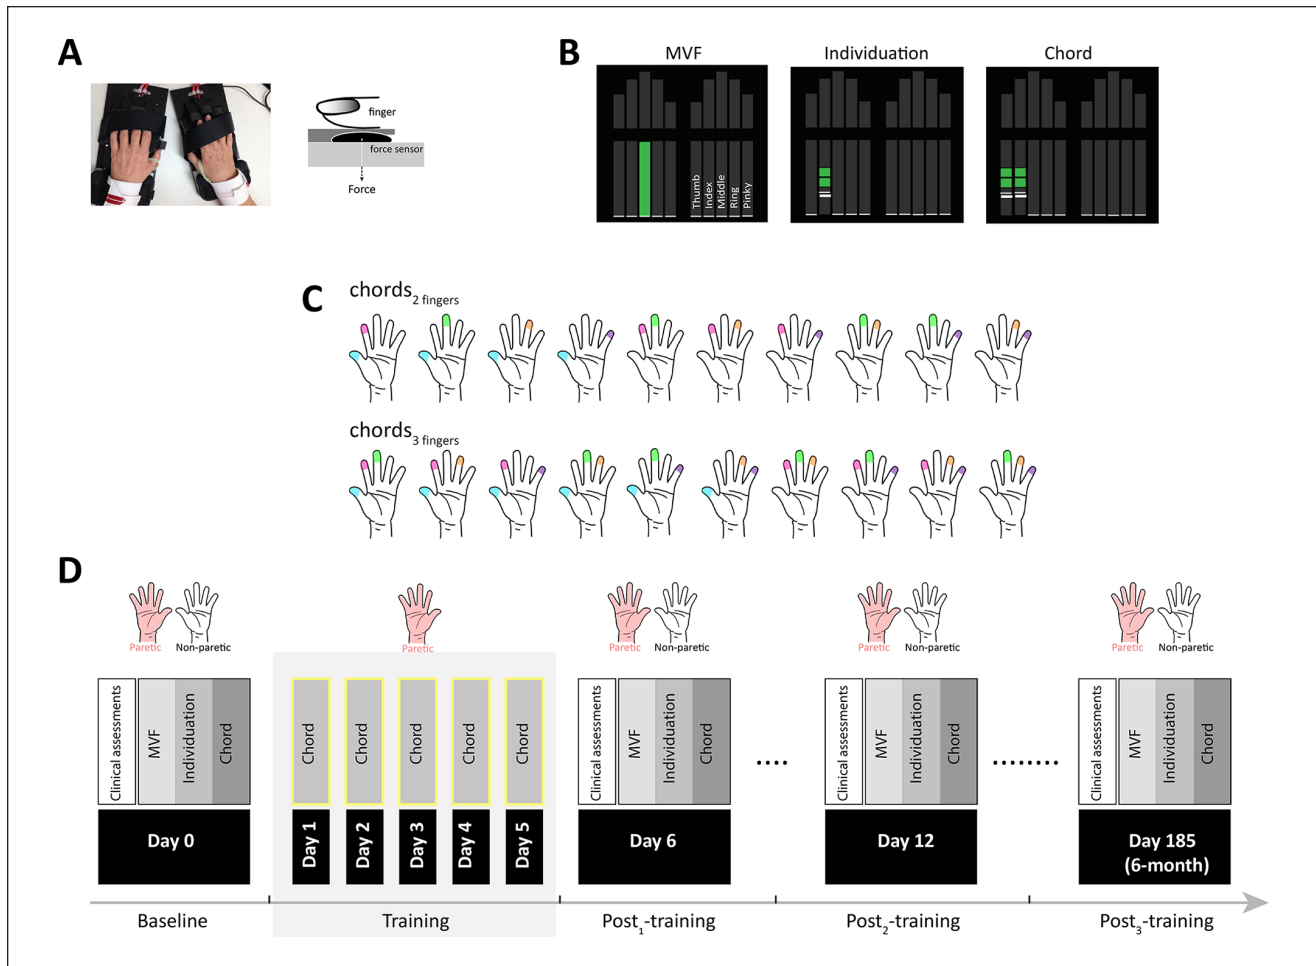 A
finger
force sensor
Force
B
MVF
Individuation
Chord
Thumb
Index
Middle
Ring
Pinky
C
chords2 fingers
chords3 fingers
D
Paretic Non-paretic
Paretic
Paretic Non-paretic
Paretic Non-paretic
Paretic Non-paretic
Clinical assessments
MVF
Individuation
Chord
Chord
Chord
Chord
Chord
Chord
Clinical assessments
MVF
Individuation
Chord
....
Clinical assessments
MVF
Individuation
Chord
........
Clinical assessments
MVF
Individuation
Chord
Day 0
Day 1
Day 2
Day 3
Day 4
Day 5
Day 6
Day 12
Day 185
(6-month)
Baseline
Training
Post1-training
Post2-training
Post3-training